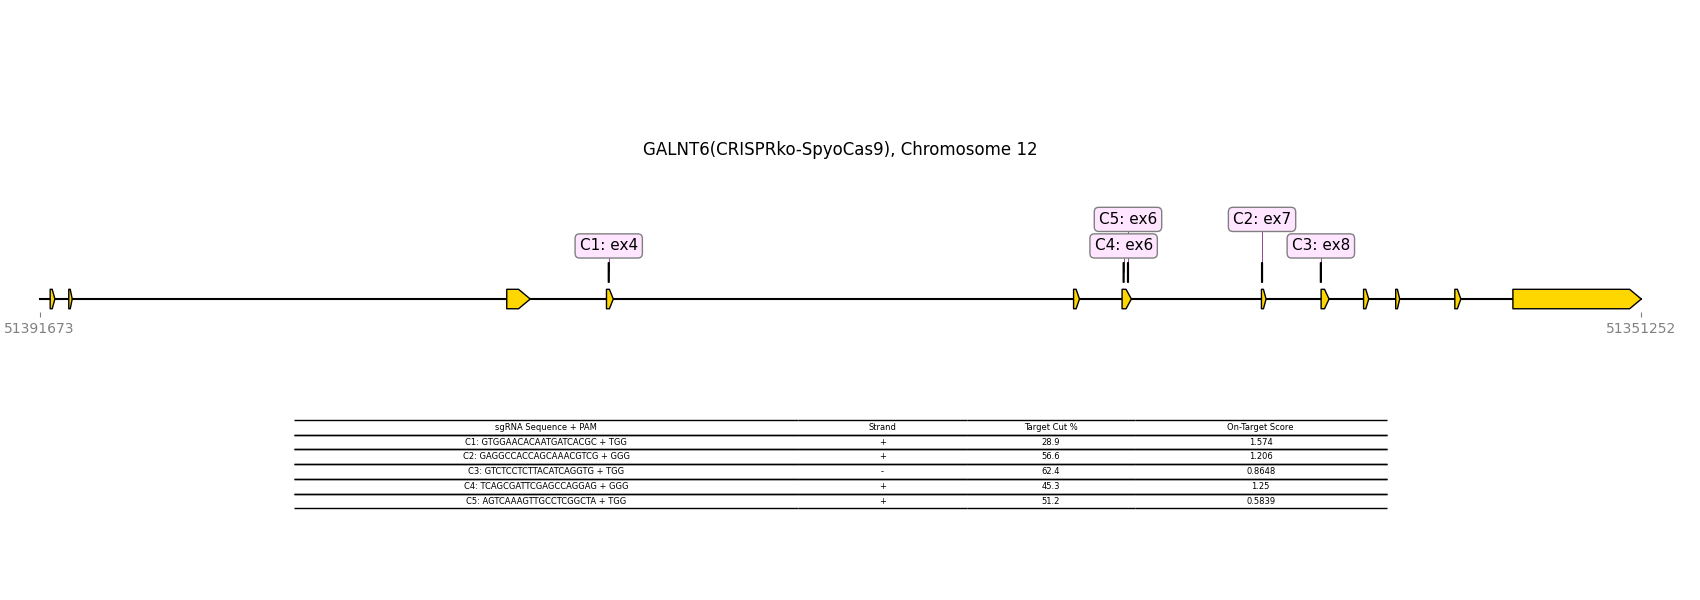 GALNT6(CRISPRko-SpyoCas9), Chromosome 12
C5: ex6
C2: ex7
C1: ex4
C4: ex6
C3: ex8
51391673
51351252
sgRNA Sequence + PAM Strand Target Cut % On-Target Score
C1: GTGGAACACAATGATCACGC + TGG + 28.9 1.574
C2: GAGGCCACCAGCAAACGTCG + GGG + 56.6 1.206
C3: GTCTCCTCTTACATCAGGTG + TGG - 62.4 0.8648
C4: TCAGCGATTCGAGCCAGGAG + GGG + 45.3 1.25
C5: AGTCAAAGTTGCCTCGGCTA + TGG + 51.2 0.5839